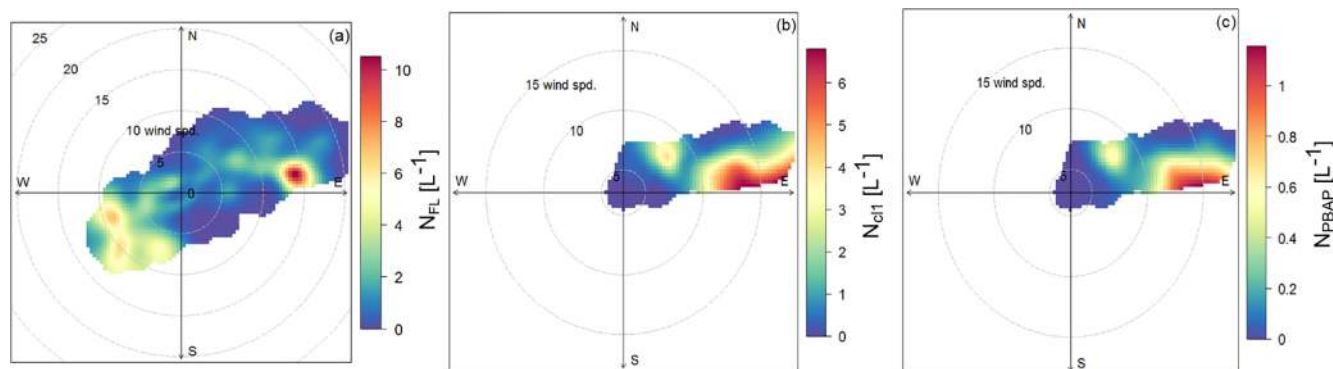 (a)
N
25
20
15
10 wind spd.
5
0
W
E
S
10
8
6
4
2
0
N_FL [L⁻¹]
(b)
N
15 wind spd.
10
5
W
E
S
6
5
4
3
2
1
0
N_cl1 [L⁻¹]
(c)
N
15 wind spd.
10
5
W
E
S
1
0.8
0.6
0.4
0.2
0
N_PBAP [L⁻¹]